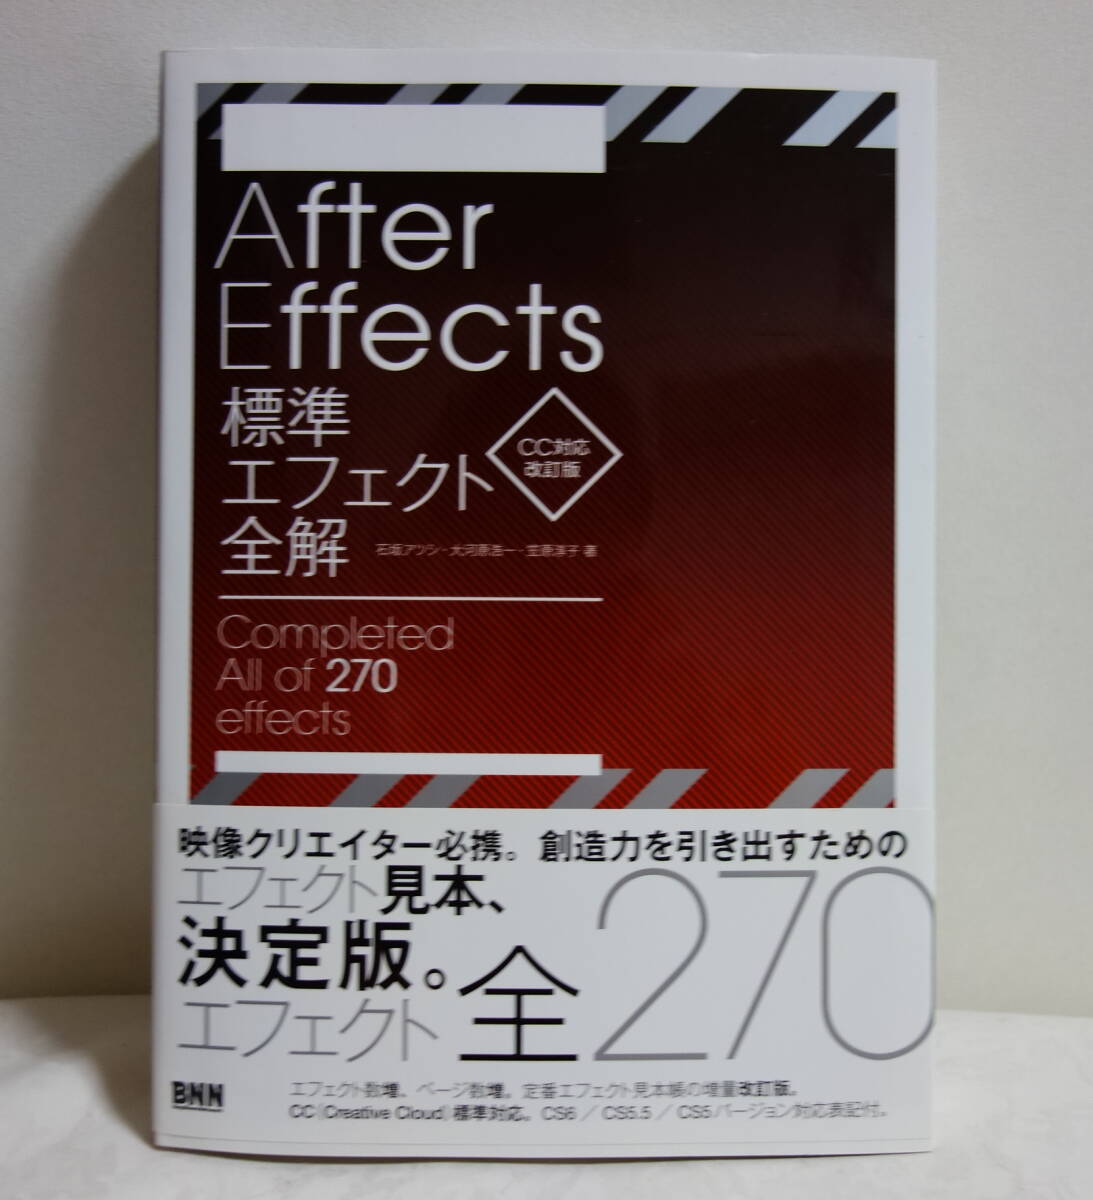 After
Effects
標準
エフェクト
全解
CC対応
改訂版
石坂アツシ・大河原浩一・笠原淳子 著
Completed
All of 270
effects
映像クリエイター必携。創造力を引き出すための
エフェクト見本、
決定版。
エフェクト全270
エフェクト数増、ページ数増。定番エフェクト見本帳の増量改訂版。
CC（Creative Cloud）標準対応。CS6／CS5.5／CS5バージョン対応表記付。
BNN